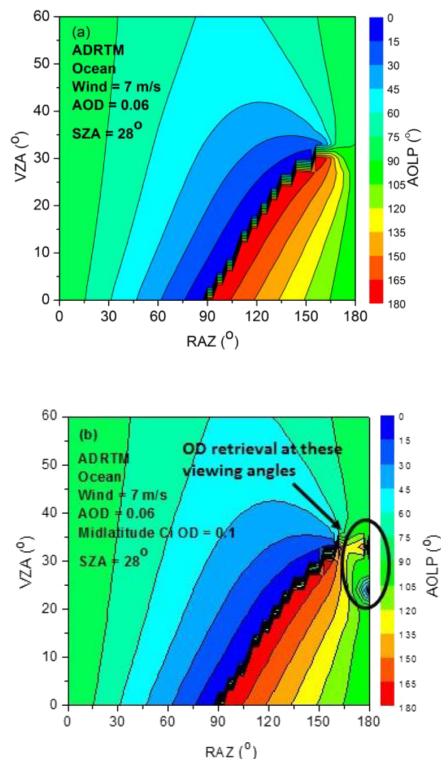 (a)
ADRTM
Ocean
Wind = 7 m/s
AOD = 0.06
SZA = 28°
60
50
40
30
20
10
0
VZA (°)
0 30 60 90 120 150 180
RAZ (°)
0
15
30
45
60
75
90
105
120
135
150
165
180
AOLP (°)
(b)
ADRTM
Ocean
Wind = 7 m/s
AOD = 0.06
Midlatitude CI OD = 0.1
SZA = 28°
OD retrieval at these
viewing angles
60
50
40
30
20
10
0
VZA (°)
0 30 60 90 120 150 180
RAZ (°)
0
15
30
45
60
75
90
105
120
135
150
165
180
AOLP (°)